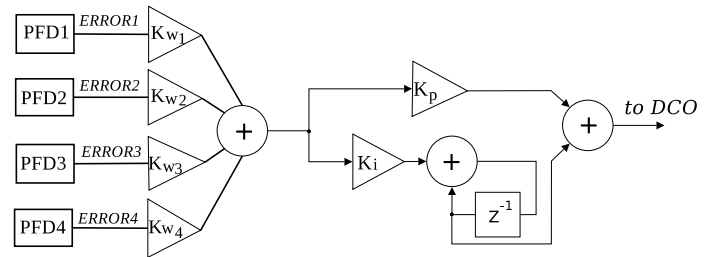 PFD1 ERROR1 Kw1
PFD2 ERROR2 Kw2
PFD3 ERROR3 Kw3
PFD4 ERROR4 Kw4
+
Kp
Ki
+
z-1
+
to DCO